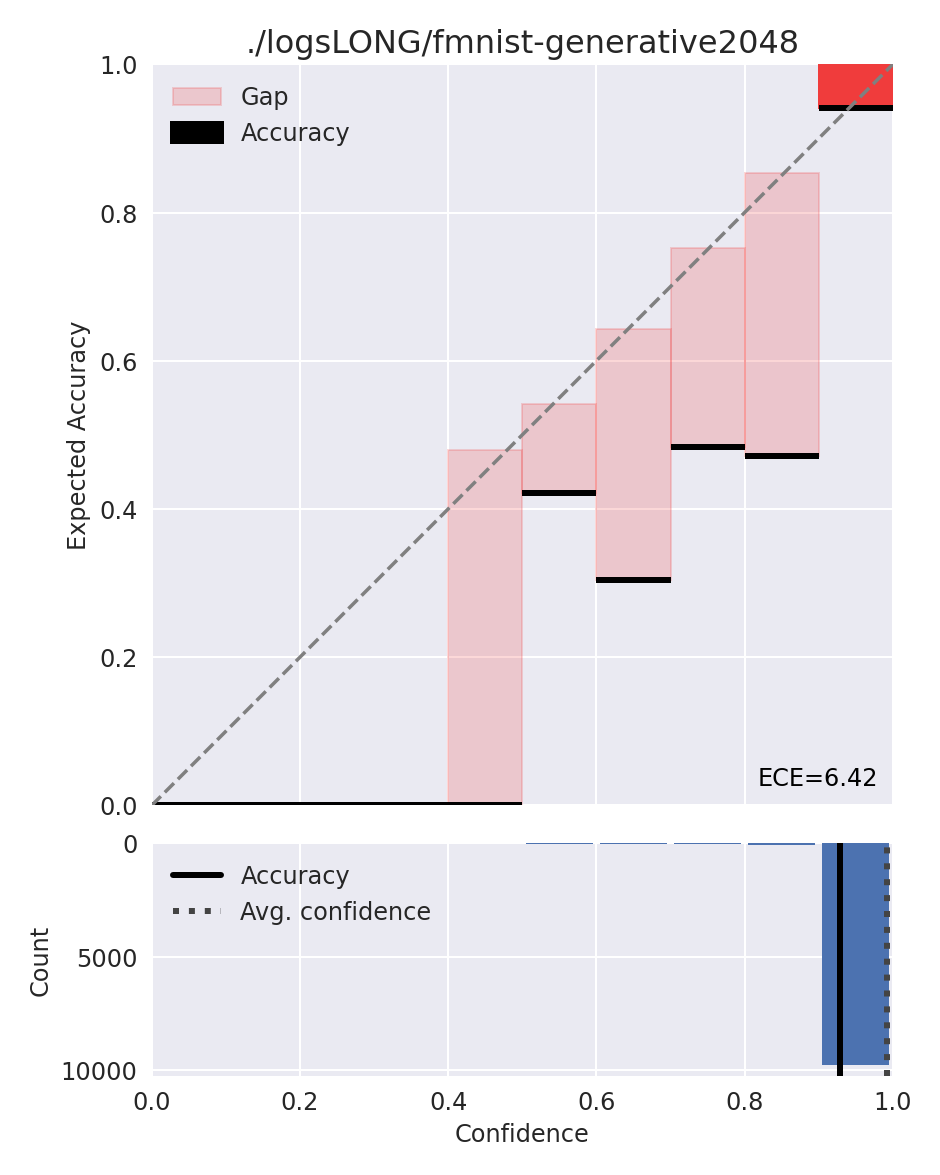 ./logsLONG/fmnist-generative2048
1.0
0.8
0.6
0.4
0.2
0.0
Expected Accuracy
Gap
Accuracy
ECE=6.42
0
5000
10000
Count
Accuracy
Avg. confidence
0.0 0.2 0.4 0.6 0.8 1.0
Confidence